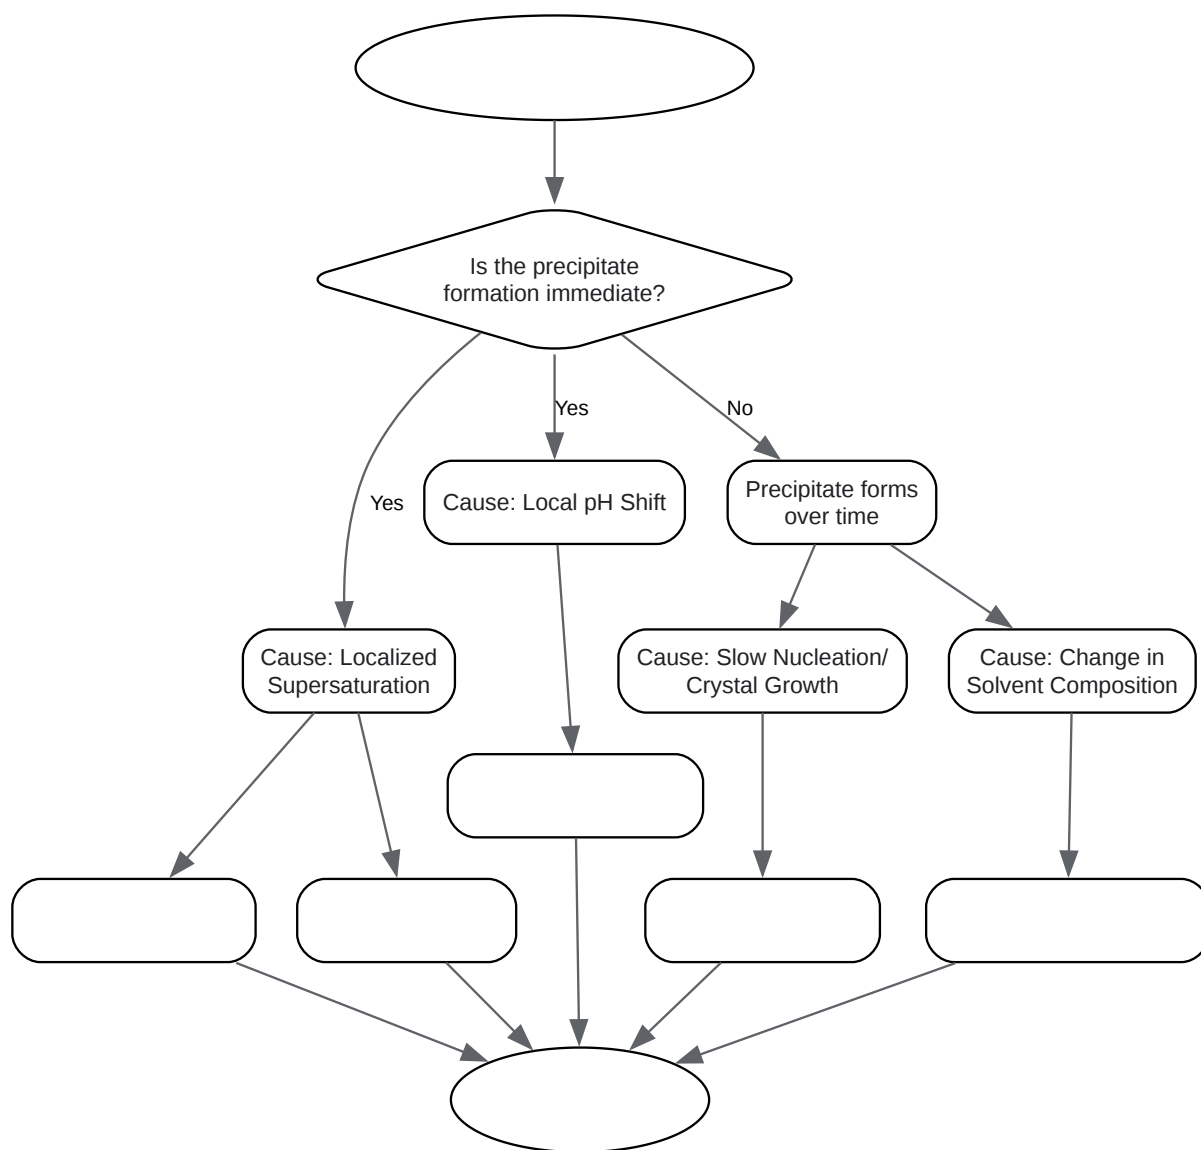 Is the precipitate
formation immediate?
Yes
No
Yes
Cause: Local pH Shift
Precipitate forms
over time
Cause: Localized
Supersaturation
Cause: Slow Nucleation/
Crystal Growth
Cause: Change in
Solvent Composition